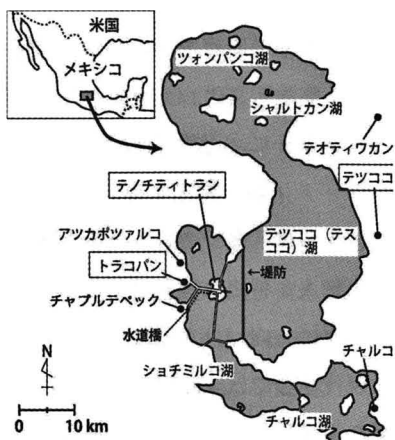 米国
メキシコ
ツォンパンコ湖
シャルトカン湖
テオティワカン
テノチティトラン
テツココ
アツカポツァルコ
テツココ(テス
ココ)湖
トラコパン
←堤防
チャプルテペック
水道橋
N
ショチミルコ湖
チャルコ
0 10 km
チャルコ湖